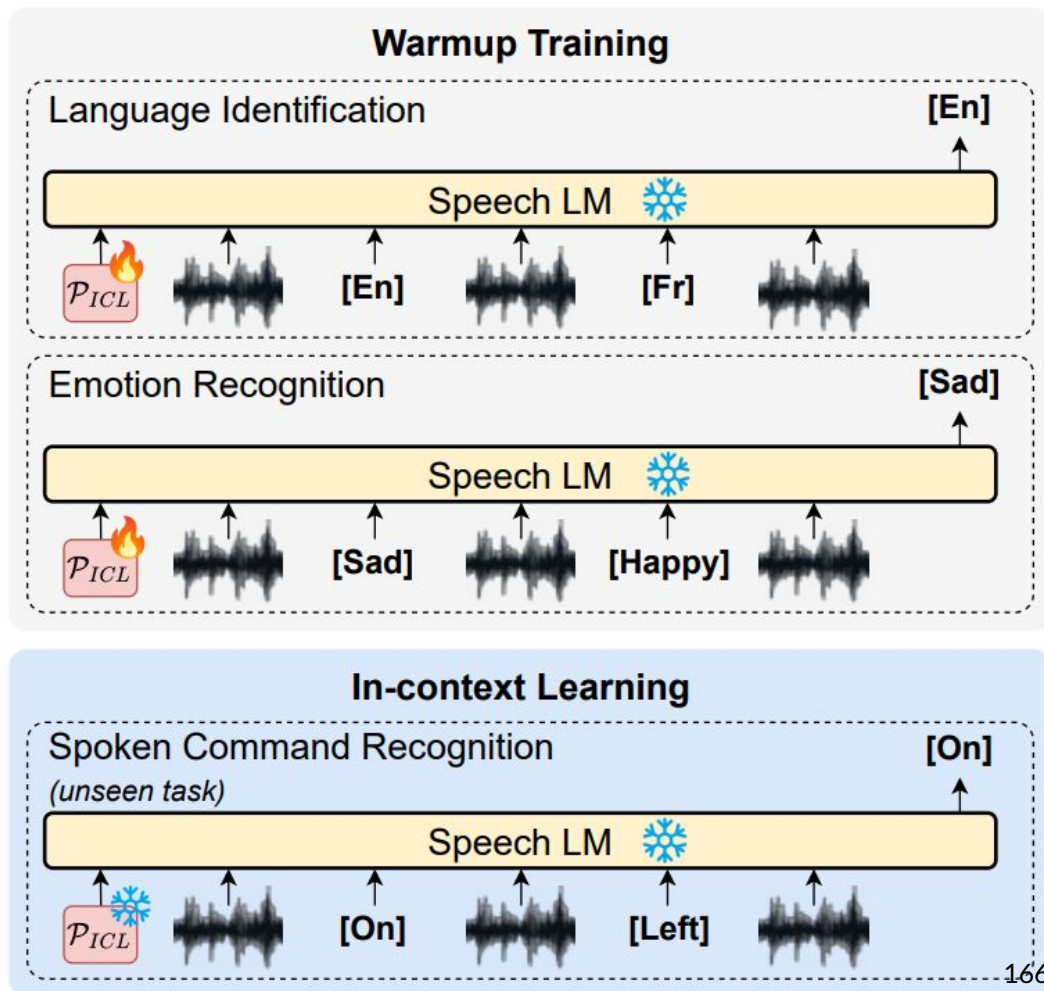 Warmup Training
Language Identification
[En]
Speech LM
P_ICL [En] [Fr]
Emotion Recognition
[Sad]
Speech LM
P_ICL [Sad] [Happy]
In-context Learning
Spoken Command Recognition
[On]
(unseen task)
Speech LM
P_ICL [On] [Left]
166